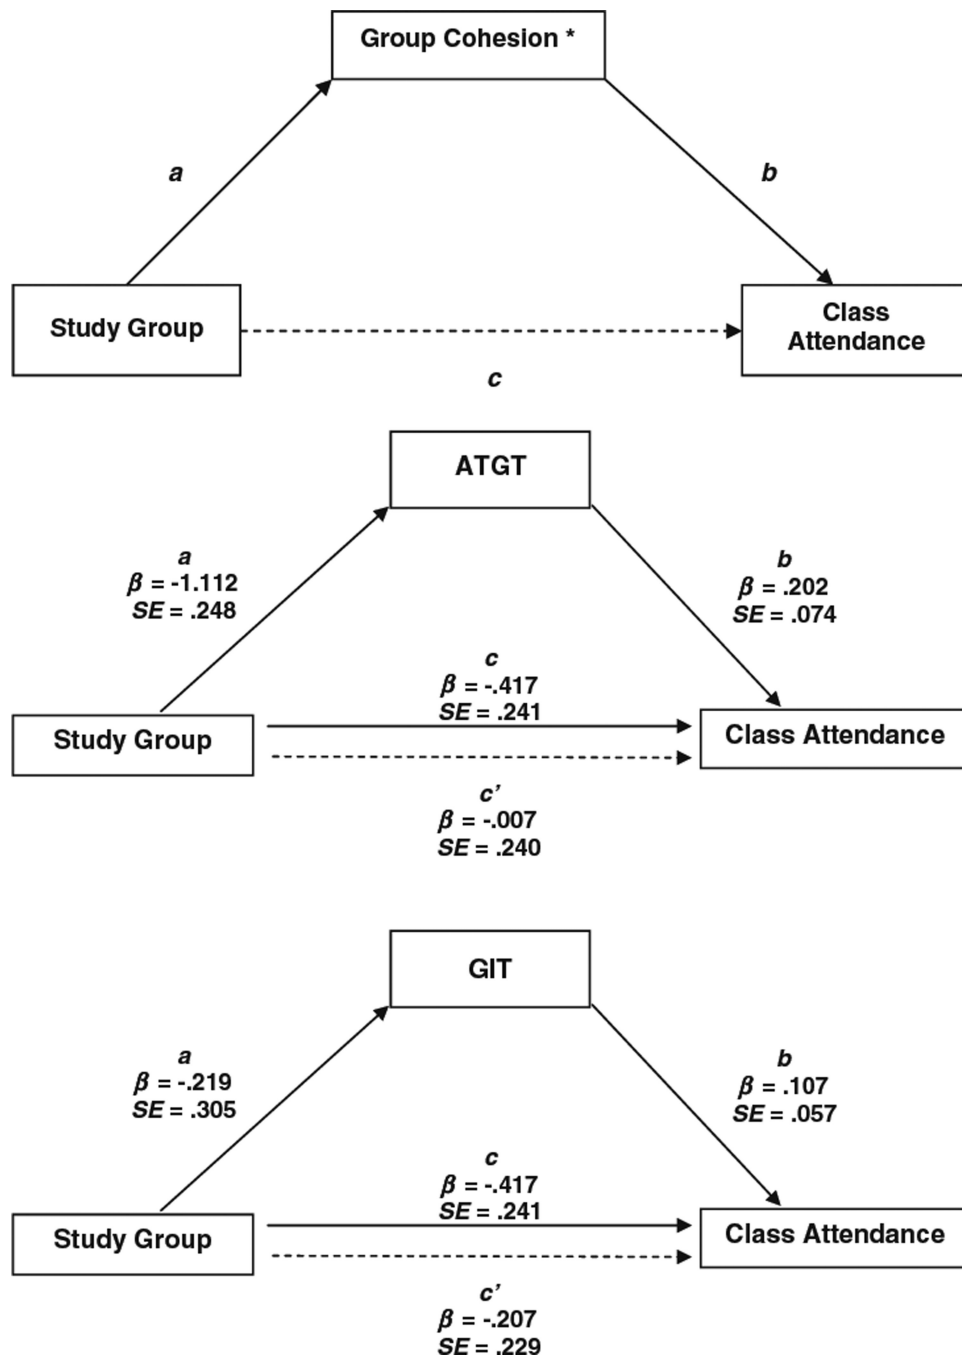 Group Cohesion *
a
b
Study Group
Class
Attendance
c
ATGT
a
β = -1.112
SE = .248
b
β = .202
SE = .074
c
β = -.417
SE = .241
Study Group
Class Attendance
c’
β = -.007
SE = .240
GIT
a
β = -.219
SE = .305
b
β = .107
SE = .057
c
β = -.417
SE = .241
Study Group
Class Attendance
c’
β = -.207
SE = .229